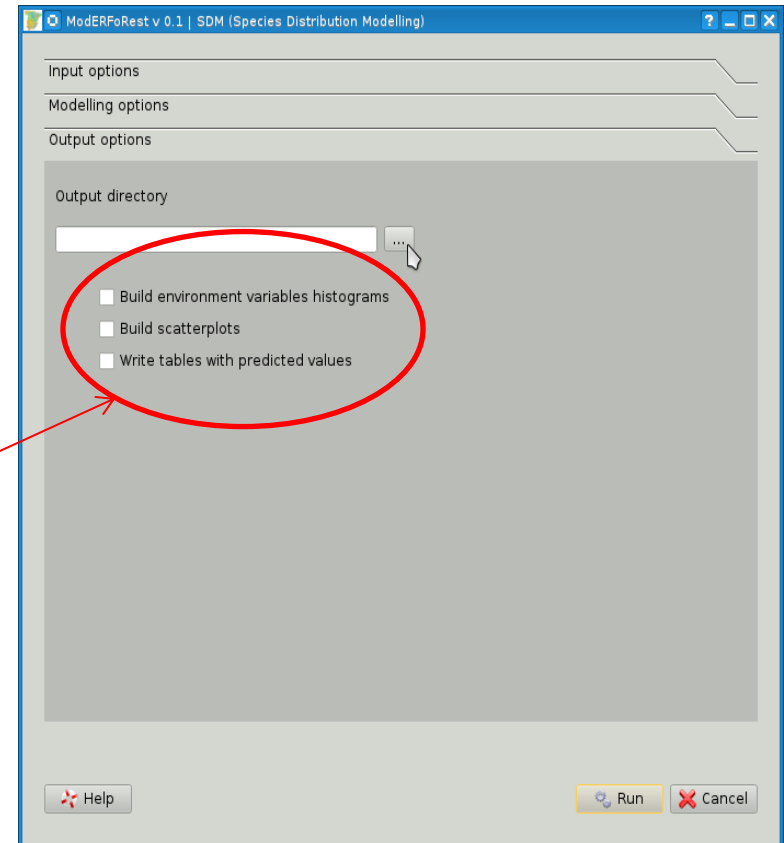 ModERFoRest v 0.1 | SDM (Species Distribution Modelling)
Input options
Modelling options
Output options
Output directory
...
Build environment variables histograms
Build scatterplots
Write tables with predicted values
Help
Run
Cancel